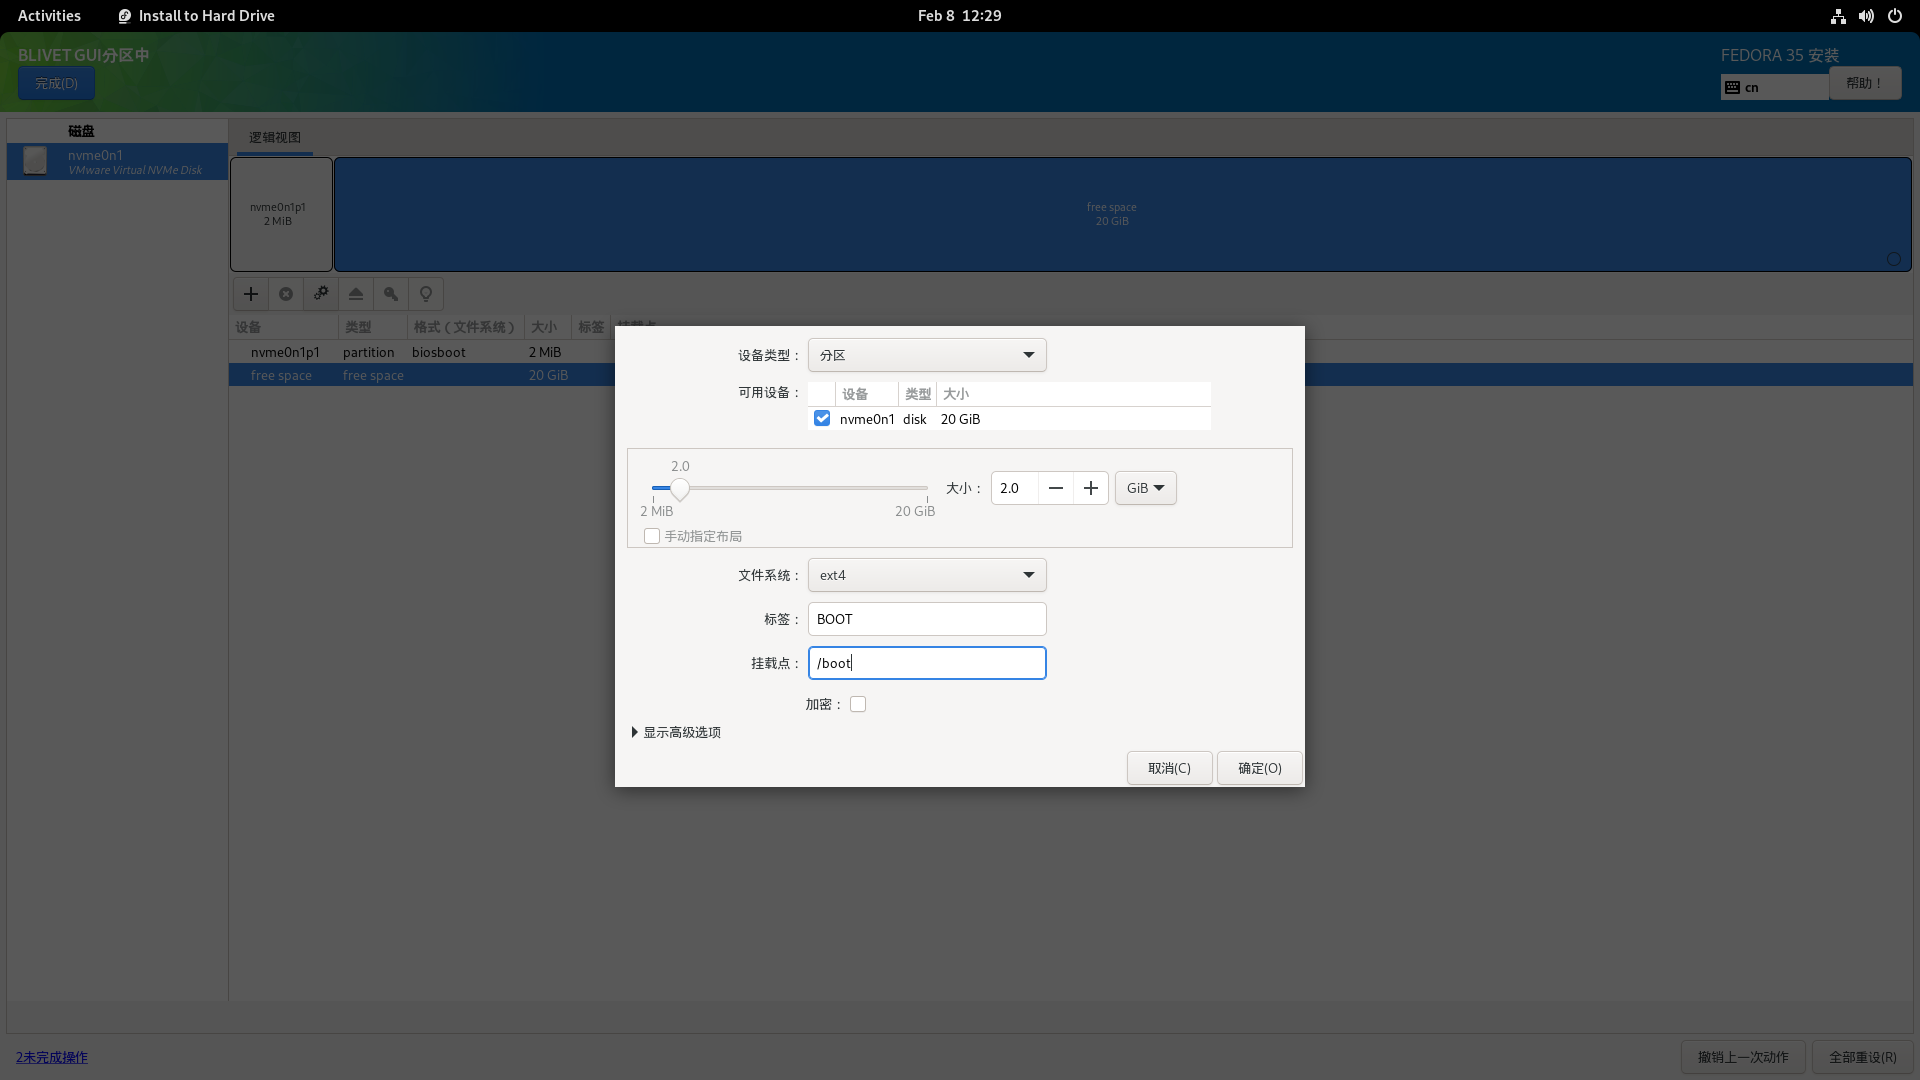 Activities Install to Hard Drive Feb 8 12:29
BLIVET GUI分区中 FEDORA 35 安装
完成(D) cn 帮助！
磁盘 逻辑视图
nvme0n1
VMware Virtual NVMe Disk
nvme0n1p1 free space
2 MiB 20 GiB
设备 类型 格式（文件系统） 大小 标签
nvme0n1p1 partition biosboot 2 MiB
free space free space 20 GiB
设备类型： 分区
可用设备： 设备 类型 大小
nvme0n1 disk 20 GiB
2.0
大小： 2.0 GiB
2 MiB 20 GiB
手动指定布局
文件系统： ext4
标签： BOOT
挂载点： /boot
加密：
显示高级选项
取消(C) 确定(O)
2未完成操作 撤销上一次动作 全部重设(R)